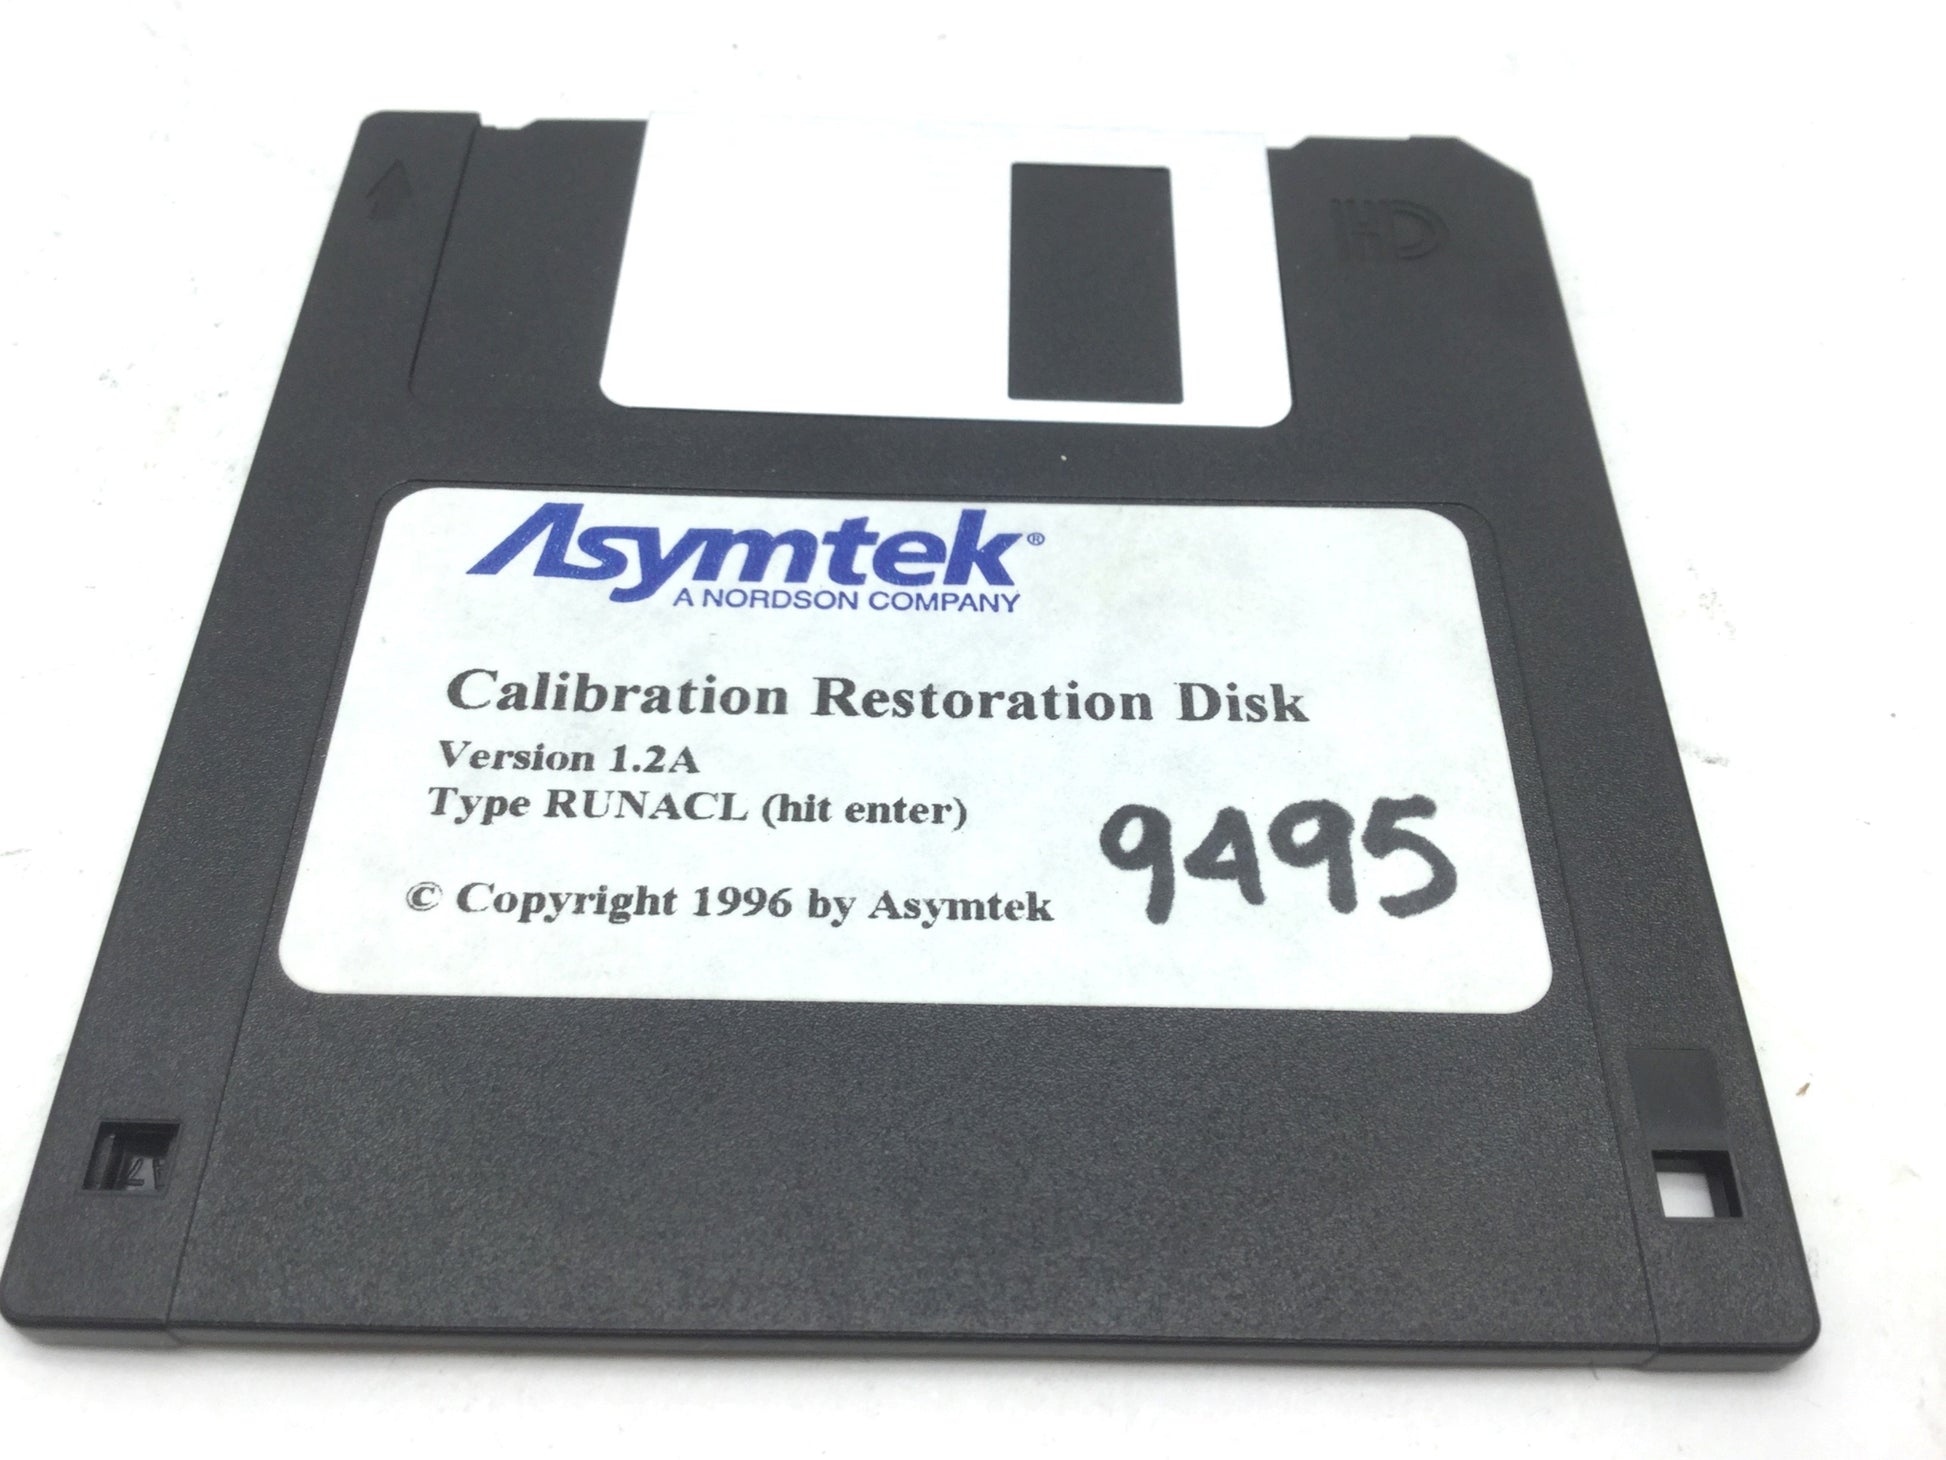 HD
Asymtek®
A NORDSON COMPANY
Calibration Restoration Disk
Version 1.2A
Type RUNACL (hit enter)
9495
© Copyright 1996 by Asymtek